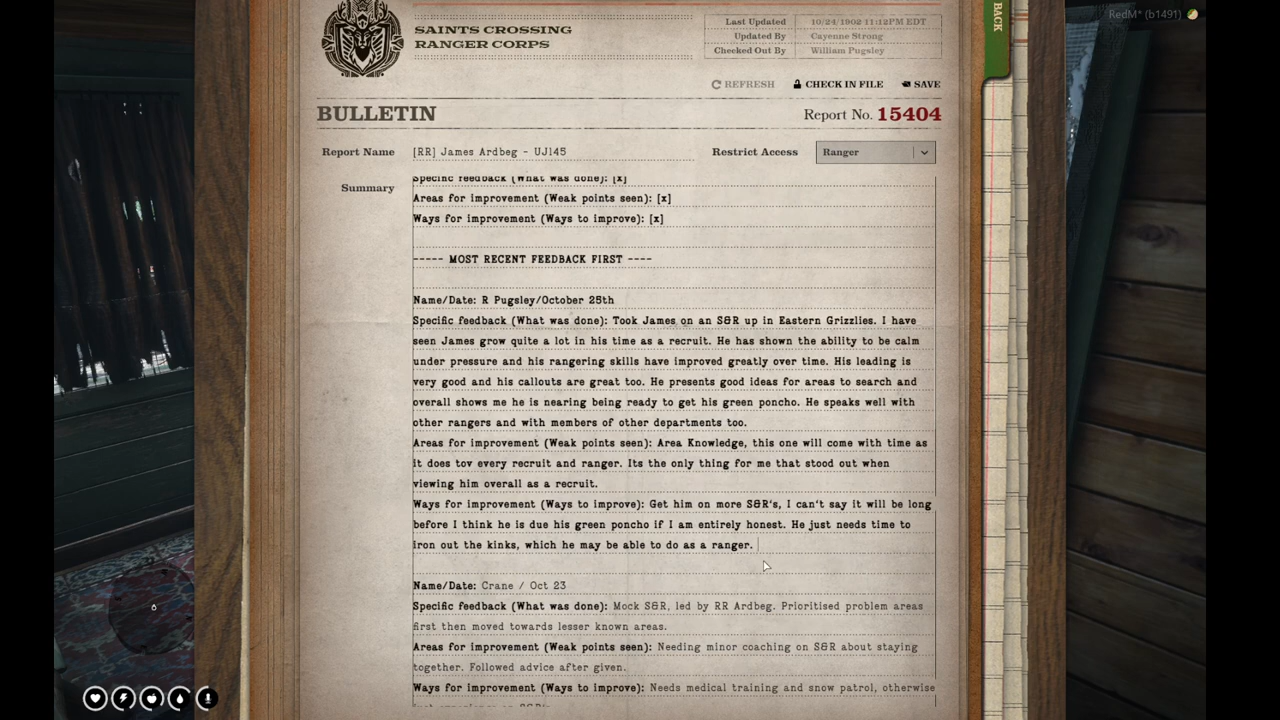 BACK
RedM* (b1491)
SAINTS CROSSING
RANGER CORPS
Last Updated 10/24/1902 11:12PM EDT
Updated By Cayenne Strong
Checked Out By William Pugsley
REFRESH CHECK IN FILE SAVE
BULLETIN
Report No. 15404
Report Name [RR] James Ardbeg - UJ145
Restrict Access Ranger
Summary
Specific feedback (What was done): [x]
Areas for improvement (Weak points seen): [x]
Ways for improvement (Ways to improve): [x]
----- MOST RECENT FEEDBACK FIRST ----
Name/Date: R Pugsley/October 25th
Specific feedback (What was done): Took James on an S&R up in Eastern Grizzlies. I have
seen James grow quite a lot in his time as a recruit. He has shown the ability to be calm
under pressure and his rangering skills have improved greatly over time. His leading is
very good and his callouts are great too. He presents good ideas for areas to search and
overall shows me he is nearing being ready to get his green poncho. He speaks well with
other rangers and with members of other departments too.
Areas for improvement (Weak points seen): Area Knowledge, this one will come with time as
it does tov every recruit and ranger. Its the only thing for me that stood out when
viewing him overall as a recruit.
Ways for improvement (Ways to improve): Get him on more S&R's, I can't say it will be long
before I think he is due his green poncho if I am entirely honest. He just needs time to
iron out the kinks, which he may be able to do as a ranger.
Name/Date: Crane / Oct 23
Specific feedback (What was done): Mock S&R, led by RR Ardbeg. Prioritised problem areas
first then moved towards lesser known areas.
Areas for improvement (Weak points seen): Needing minor coaching on S&R about staying
together. Followed advice after given.
Ways for improvement (Ways to improve): Needs medical training and snow patrol, otherwise